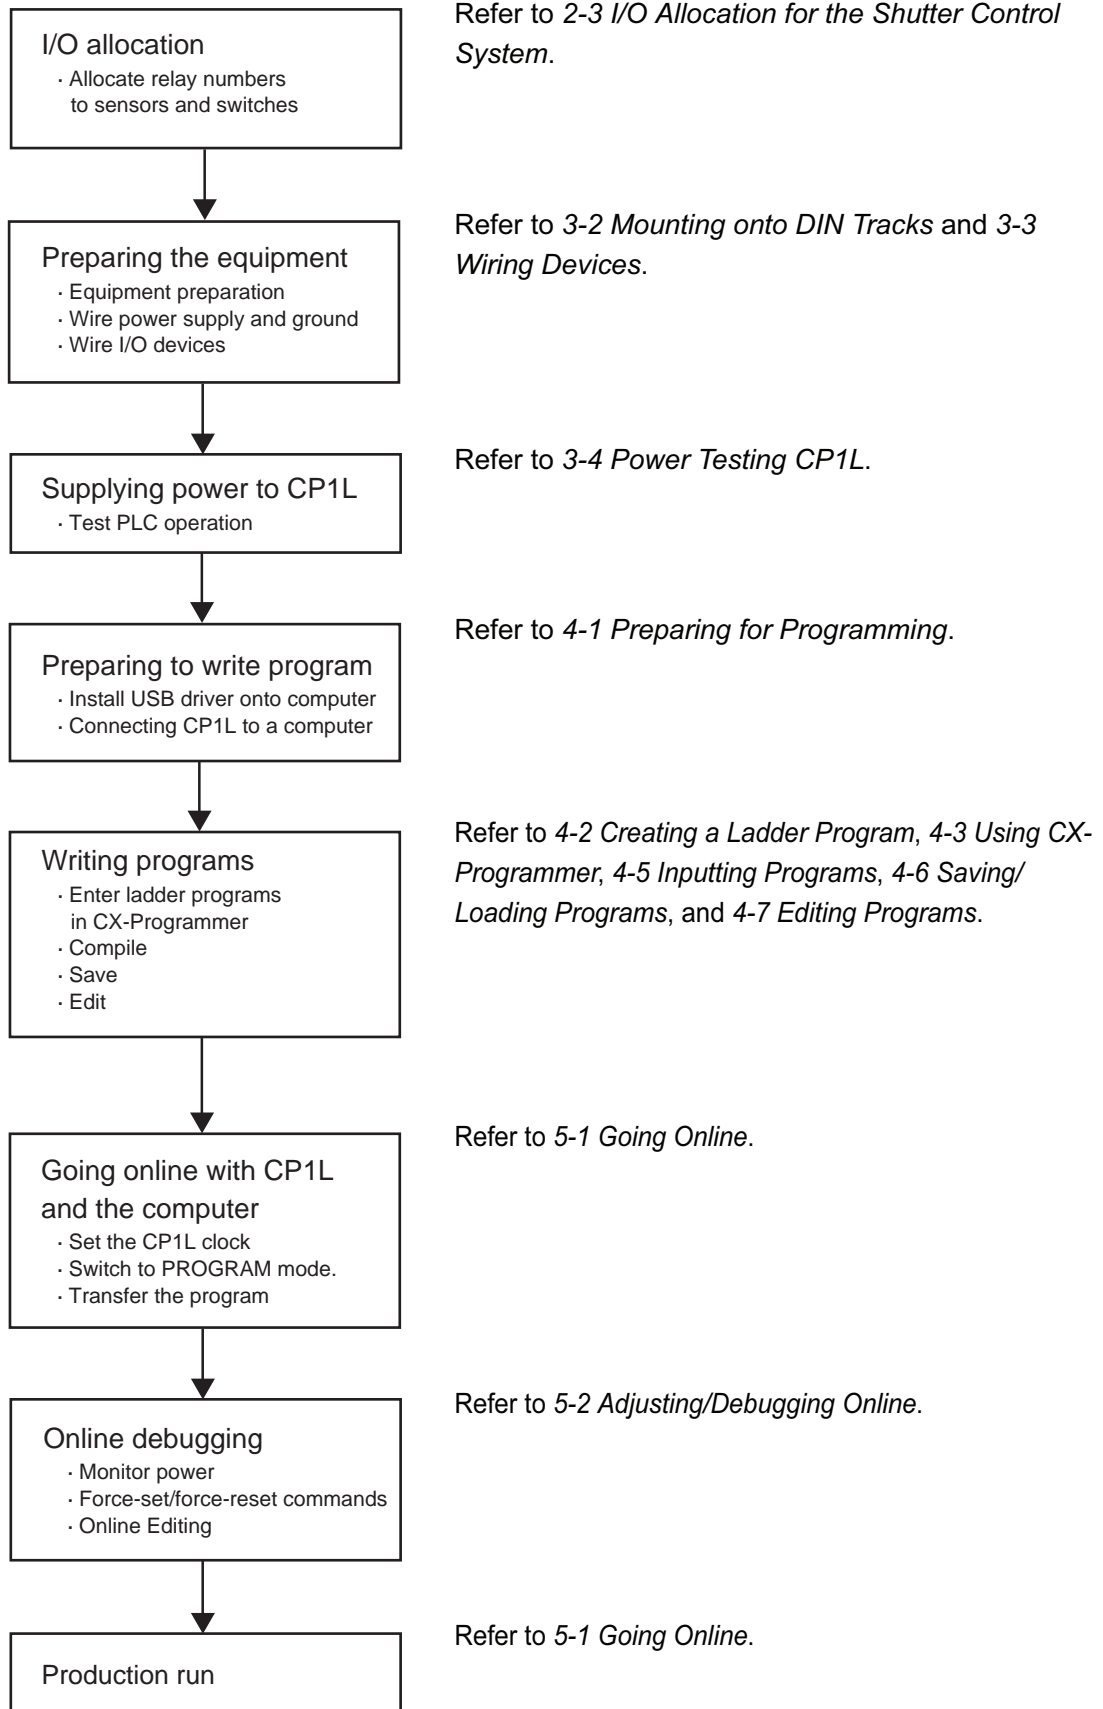 Refer to 2-3 I/O Allocation for the Shutter Control
System.
I/O allocation
· Allocate relay numbers
to sensors and switches
Refer to 3-2 Mounting onto DIN Tracks and 3-3
Wiring Devices.
Preparing the equipment
· Equipment preparation
· Wire power supply and ground
· Wire I/O devices
Refer to 3-4 Power Testing CP1L.
Supplying power to CP1L
· Test PLC operation
Refer to 4-1 Preparing for Programming.
Preparing to write program
· Install USB driver onto computer
· Connecting CP1L to a computer
Refer to 4-2 Creating a Ladder Program, 4-3 Using CX-
Programmer, 4-5 Inputting Programs, 4-6 Saving/
Loading Programs, and 4-7 Editing Programs.
Writing programs
· Enter ladder programs
in CX-Programmer
· Compile
· Save
· Edit
Refer to 5-1 Going Online.
Going online with CP1L
and the computer
· Set the CP1L clock
· Switch to PROGRAM mode.
· Transfer the program
Refer to 5-2 Adjusting/Debugging Online.
Online debugging
· Monitor power
· Force-set/force-reset commands
· Online Editing
Refer to 5-1 Going Online.
Production run